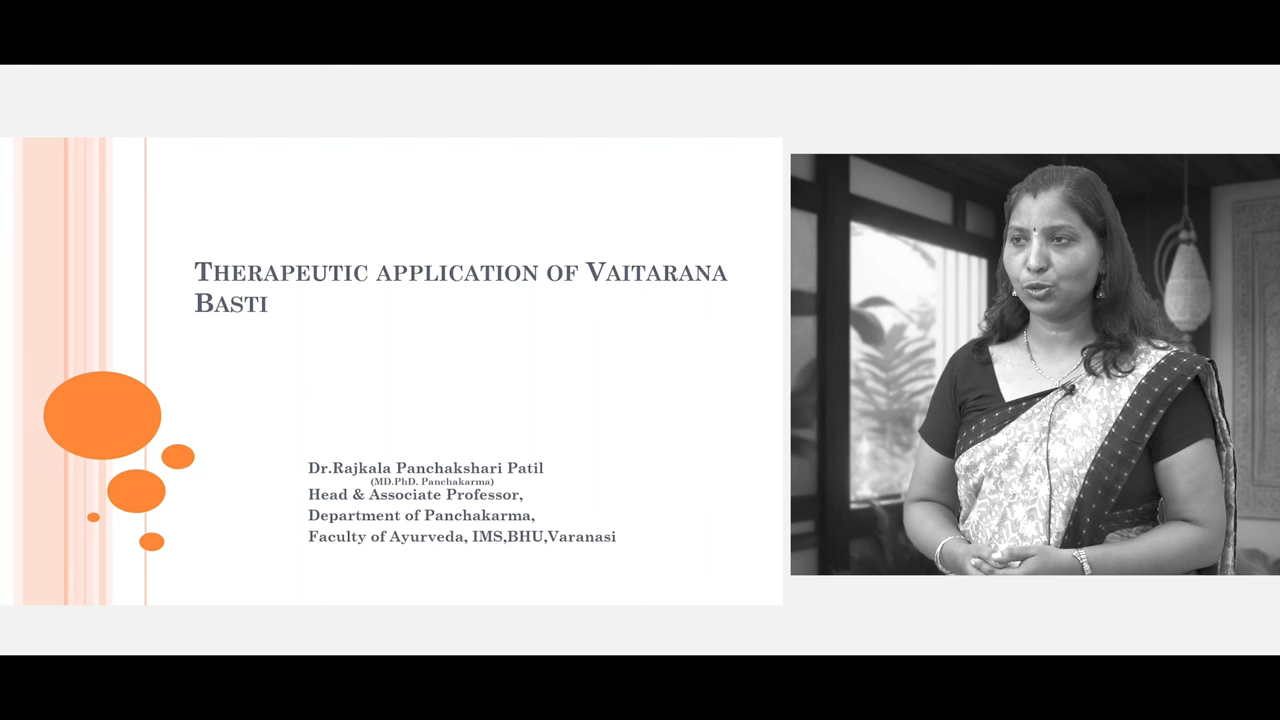 Therapeutic application of Vaitarana
Basti
Dr.Rajkala Panchakshari Patil
(MD.PhD. Panchakarma)
Head & Associate Professor,
Department of Panchakarma,
Faculty of Ayurveda, IMS,BHU,Varanasi